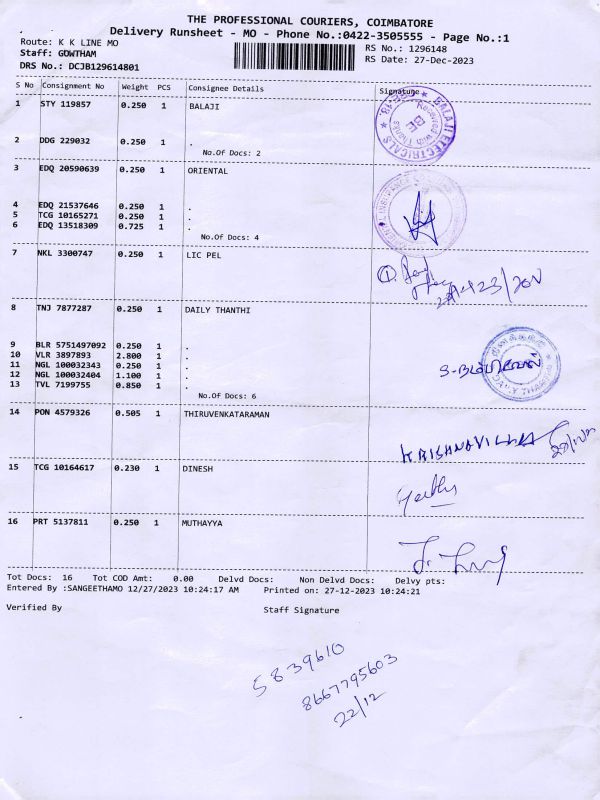 THE PROFESSIONAL COURIERS, COIMBATORE
Delivery Runsheet - MO - Phone No.:0422-3505555 - Page No.:1
Route: K K LINE MO
RS No.: 1296148
Staff: GOWTHAM
RS Date: 27-Dec-2023
DRS No.: DCJB129614801
S No Consignment No Weight PCS Consignee Details Signature
1 STY 119857 0.250 1 BALAJI
BALAJI ELECTRICALS
Received with Thanks
2 DDG 229032 0.250 1 .
No.Of Docs: 2
3 EDQ 20590639 0.250 1 ORIENTAL
4 EDQ 21537646 0.250 1 .
5 TCG 10165271 0.250 1 .
6 EDQ 13518309 0.725 1 .
No.Of Docs: 4
7 NKL 3300747 0.250 1 LIC PEL
8 TNJ 7877287 0.250 1 DAILY THANTHI
9 BLR 5751497092 0.250 1 .
10 VLR 3897893 2.800 1 .
11 NGL 100032343 0.250 1 .
12 NGL 100032404 1.100 1 .
13 TVL 7199755 0.850 1 .
DAILY THANTHI
No.Of Docs: 6
14 PON 4579326 0.505 1 THIRUVENKATARAMAN
15 TCG 10164617 0.230 1 DINESH
16 PRT 5137811 0.250 1 MUTHAYYA
Tot Docs: 16 Tot COD Amt: 0.00 Delvd Docs: Non Delvd Docs: Delvy pts:
Entered By :SANGEETHAMO 12/27/2023 10:24:17 AM Printed on: 27-12-2023 10:24:21
Verified By Staff Signature
5839610
8667795603
22/12